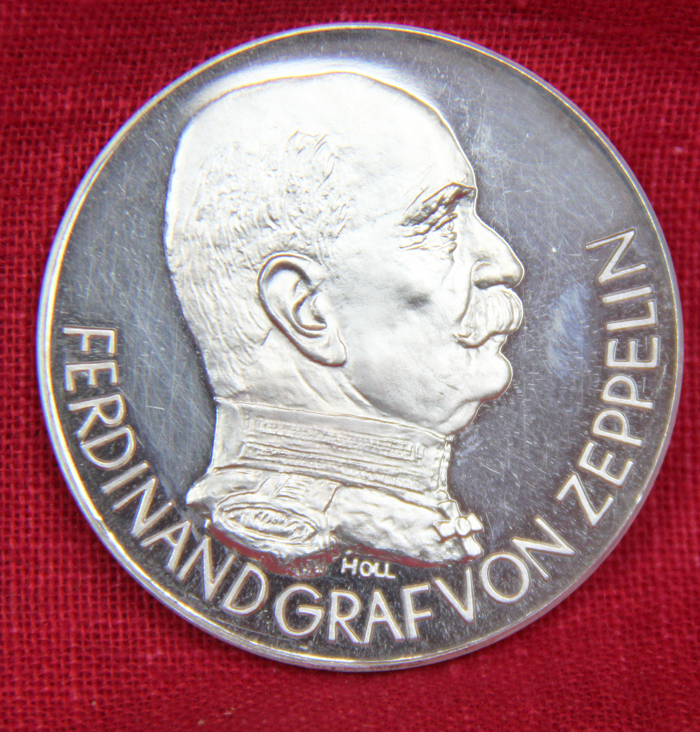 FERDINAND GRAF VON ZEPPELIN
HOLL